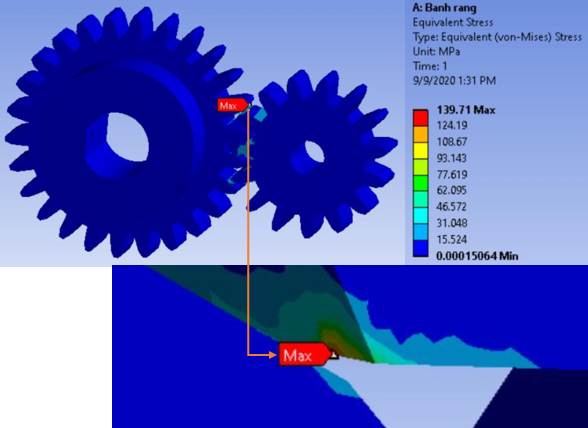 A: Banh rang
Equivalent Stress
Type: Equivalent (von-Mises) Stress
Unit: MPa
Time: 1
9/9/2020 1:31 PM
139.71 Max
124.19
108.67
93.143
77.619
62.095
46.572
31.048
15.524
0.00015064 Min
Max
Max